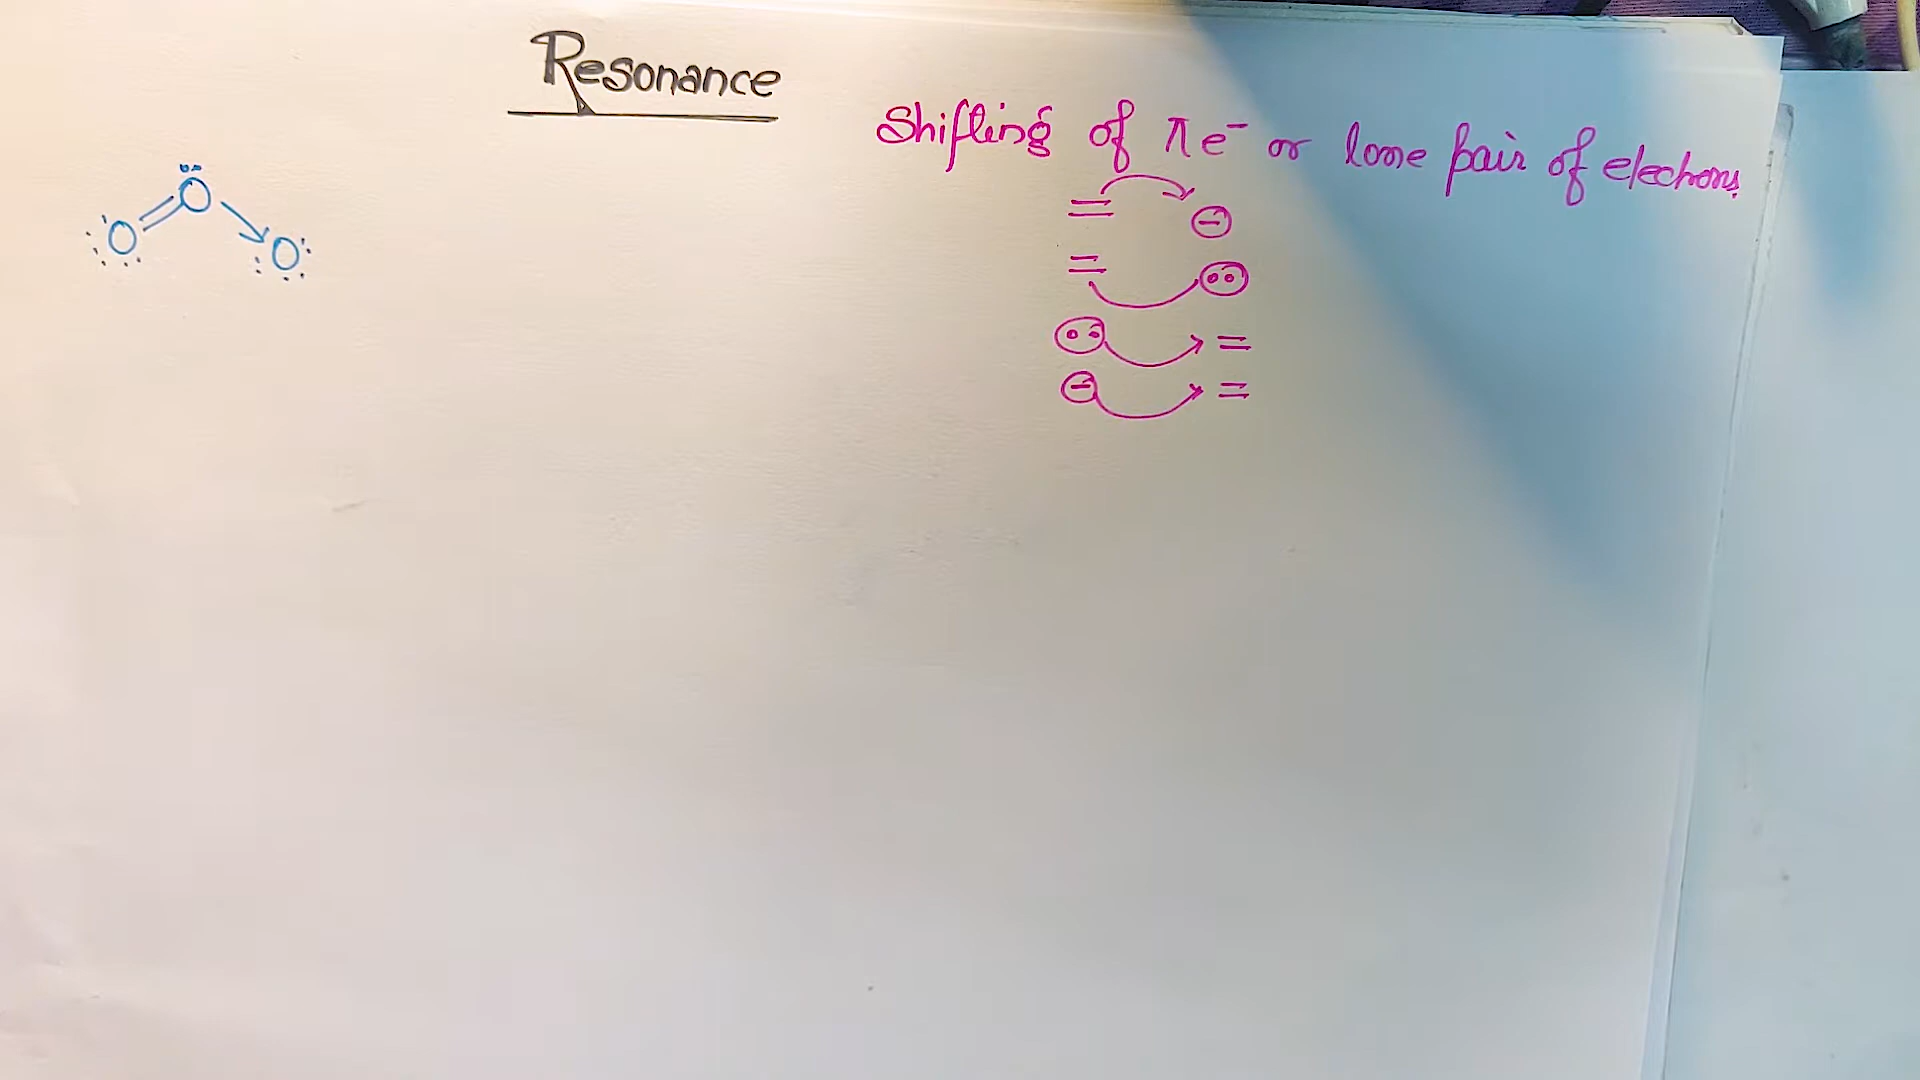 Resonance
Shifting of π e⁻ or lone pair of electrons.
O
O O
= ⊖
=
=
⊖ =